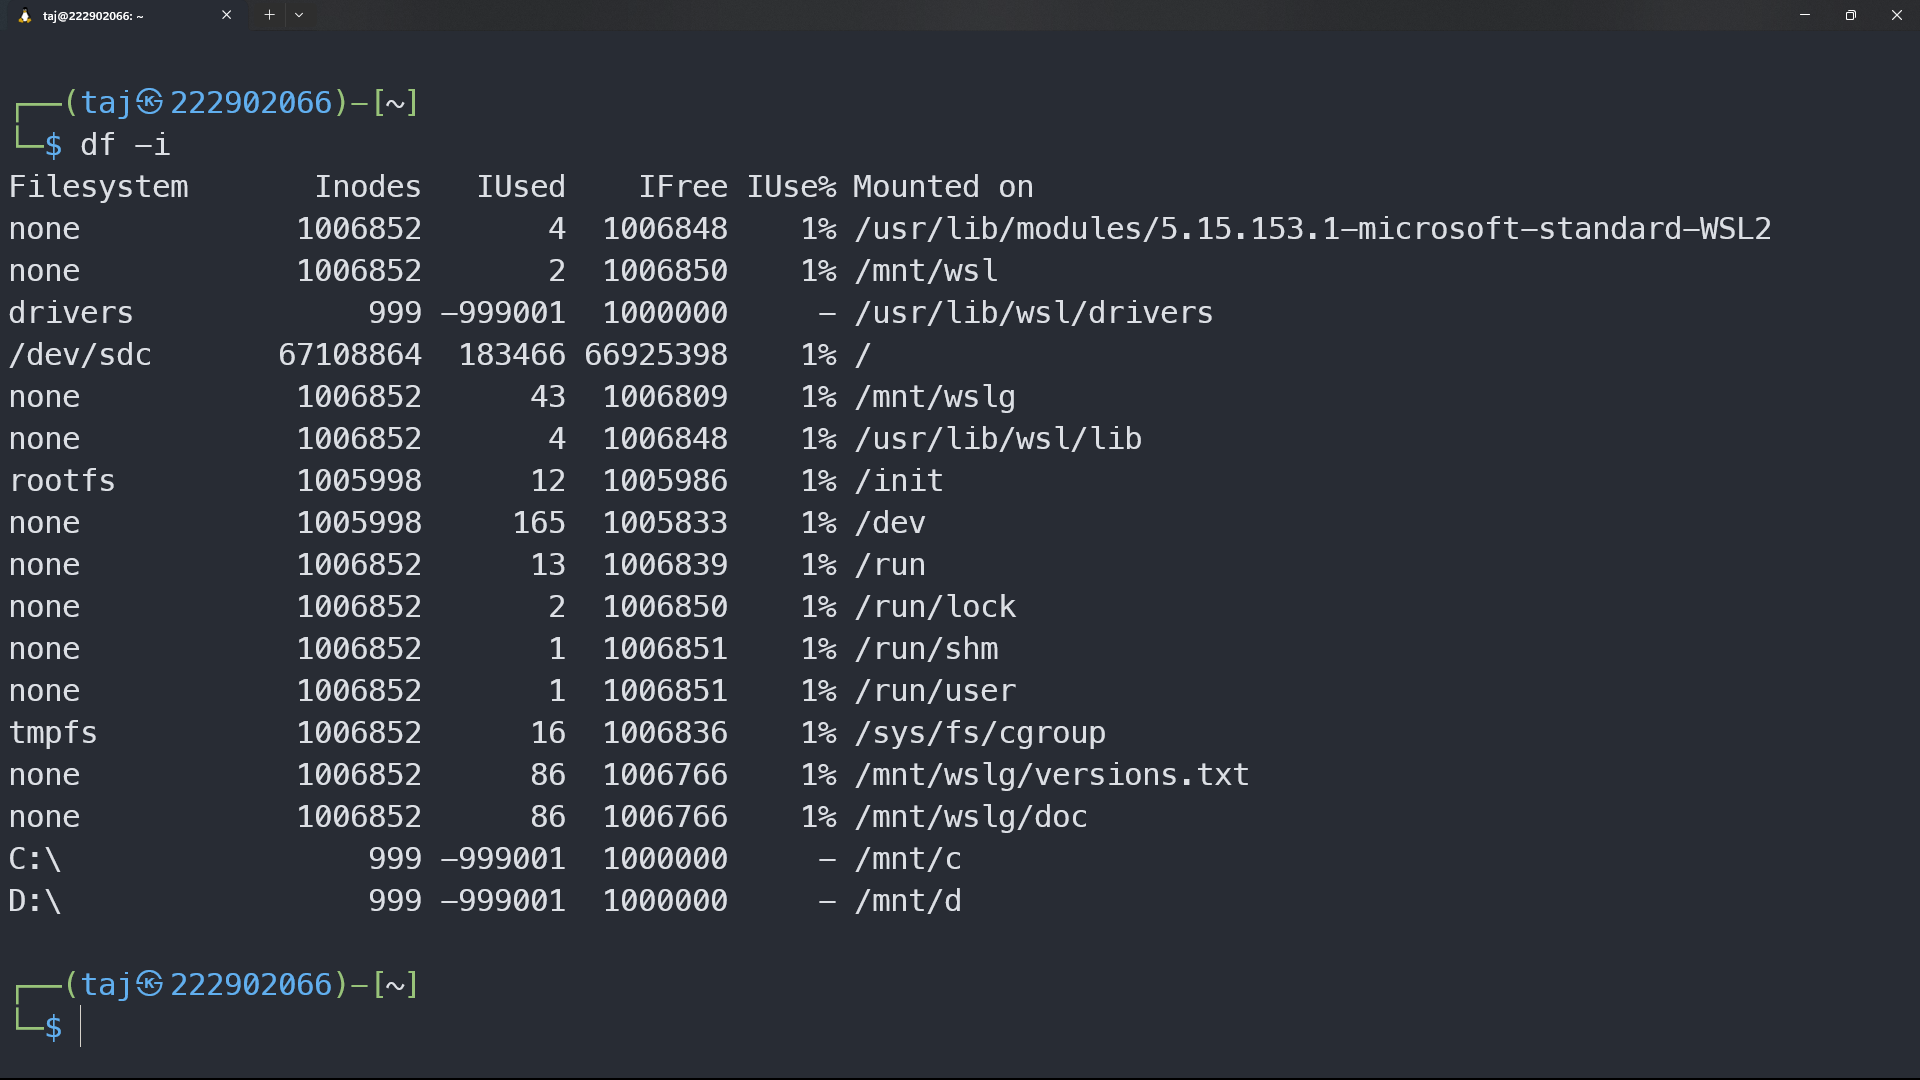 taj@222902066: ~
┌──(taj㉿222902066)-[~]
└─$ df -i
Filesystem       Inodes   IUsed    IFree IUse% Mounted on
none            1006852       4  1006848    1% /usr/lib/modules/5.15.153.1-microsoft-standard-WSL2
none            1006852       2  1006850    1% /mnt/wsl
drivers             999 -999001  1000000     - /usr/lib/wsl/drivers
/dev/sdc       67108864  183466 66925398    1% /
none            1006852      43  1006809    1% /mnt/wslg
none            1006852       4  1006848    1% /usr/lib/wsl/lib
rootfs          1005998      12  1005986    1% /init
none            1005998     165  1005833    1% /dev
none            1006852      13  1006839    1% /run
none            1006852       2  1006850    1% /run/lock
none            1006852       1  1006851    1% /run/shm
none            1006852       1  1006851    1% /run/user
tmpfs           1006852      16  1006836    1% /sys/fs/cgroup
none            1006852      86  1006766    1% /mnt/wslg/versions.txt
none            1006852      86  1006766    1% /mnt/wslg/doc
C:\                 999 -999001  1000000     - /mnt/c
D:\                 999 -999001  1000000     - /mnt/d
┌──(taj㉿222902066)-[~]
└─$